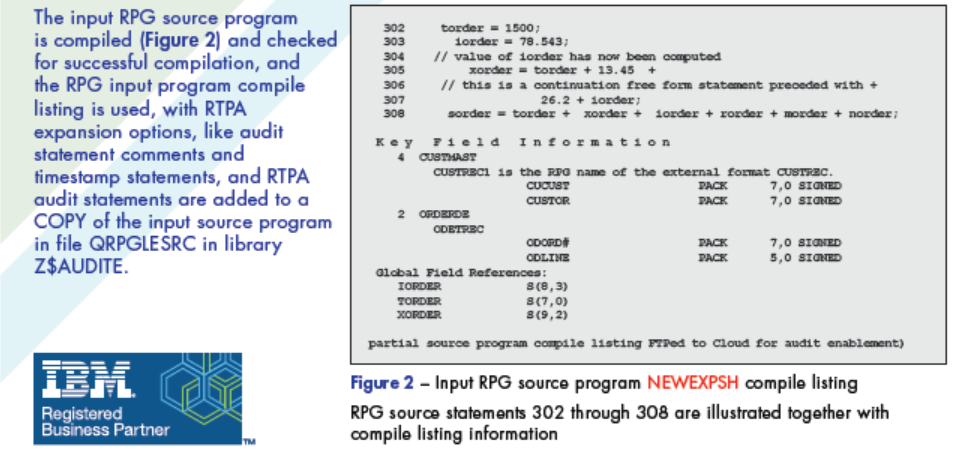 The input RPG source program
is compiled (Figure 2) and checked
for successful compilation, and
the RPG input program compile
listing is used, with RTPA
expansion options, like audit
statement comments and
timestamp statements, and RTPA
audit statements are added to a
COPY of the input source program
in file QRPGLESRC in library
Z$AUDITE.
IBM.
Registered
Business Partner
TM
302 torder = 1500;
303 iorder = 78.543;
304 // value of iorder has now been computed
305 xorder = torder + 13.45 +
306 // this is a continuation free form statement preceded with +
307 26.2 + iorder;
308 sorder = torder + xorder + iorder + rorder + morder + norder;
Key Field Information
4 CUSTMAST
CUSTREC1 is the RPG name of the external format CUSTREC.
CUCUST PACK 7,0 SIGNED
CUSTOR PACK 7,0 SIGNED
2 ORDERDE
ODETREC
ODORD# PACK 7,0 SIGNED
ODLINE PACK 5,0 SIGNED
Global Field References:
IORDER S(8,3)
TORDER S(7,0)
XORDER S(9,2)
partial source program compile listing FTPed to Cloud for audit enablement)
Figure 2 – Input RPG source program NEWEXPSH compile listing
RPG source statements 302 through 308 are illustrated together with
compile listing information